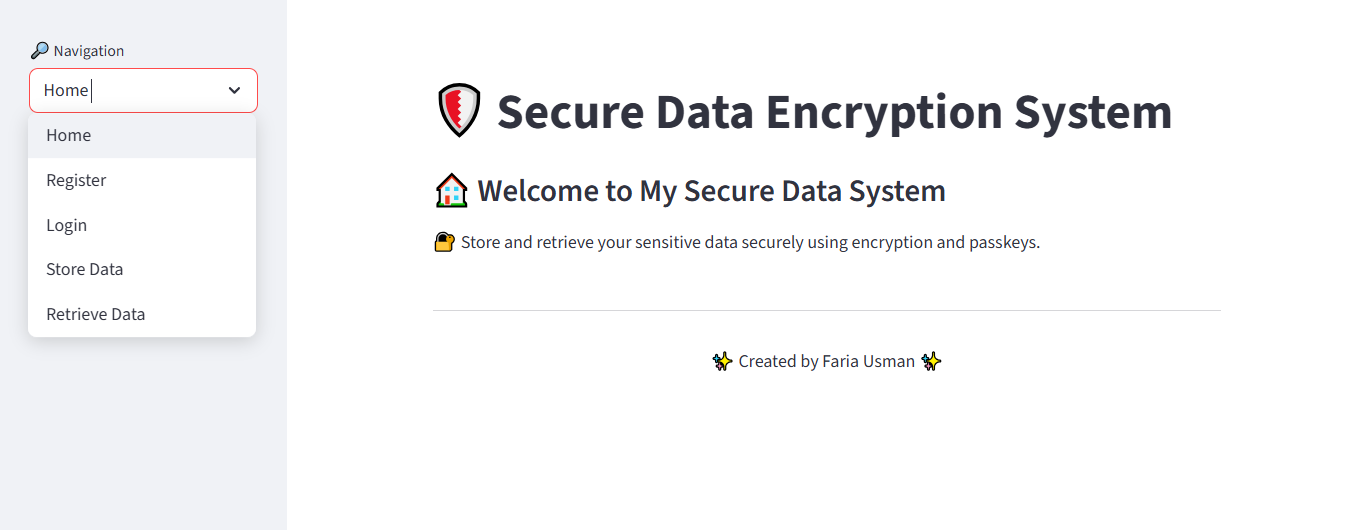 Navigation
Home
Home
Register
Login
Store Data
Retrieve Data
Secure Data Encryption System
Welcome to My Secure Data System
Store and retrieve your sensitive data securely using encryption and passkeys.
Created by Faria Usman